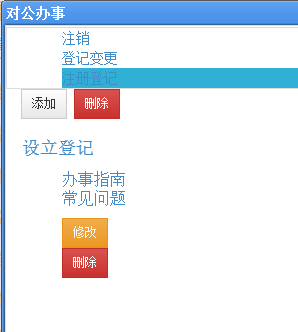 对公办事
注销
登记变更
注册登记
添加 删除
设立登记
办事指南
常见问题
修改
删除